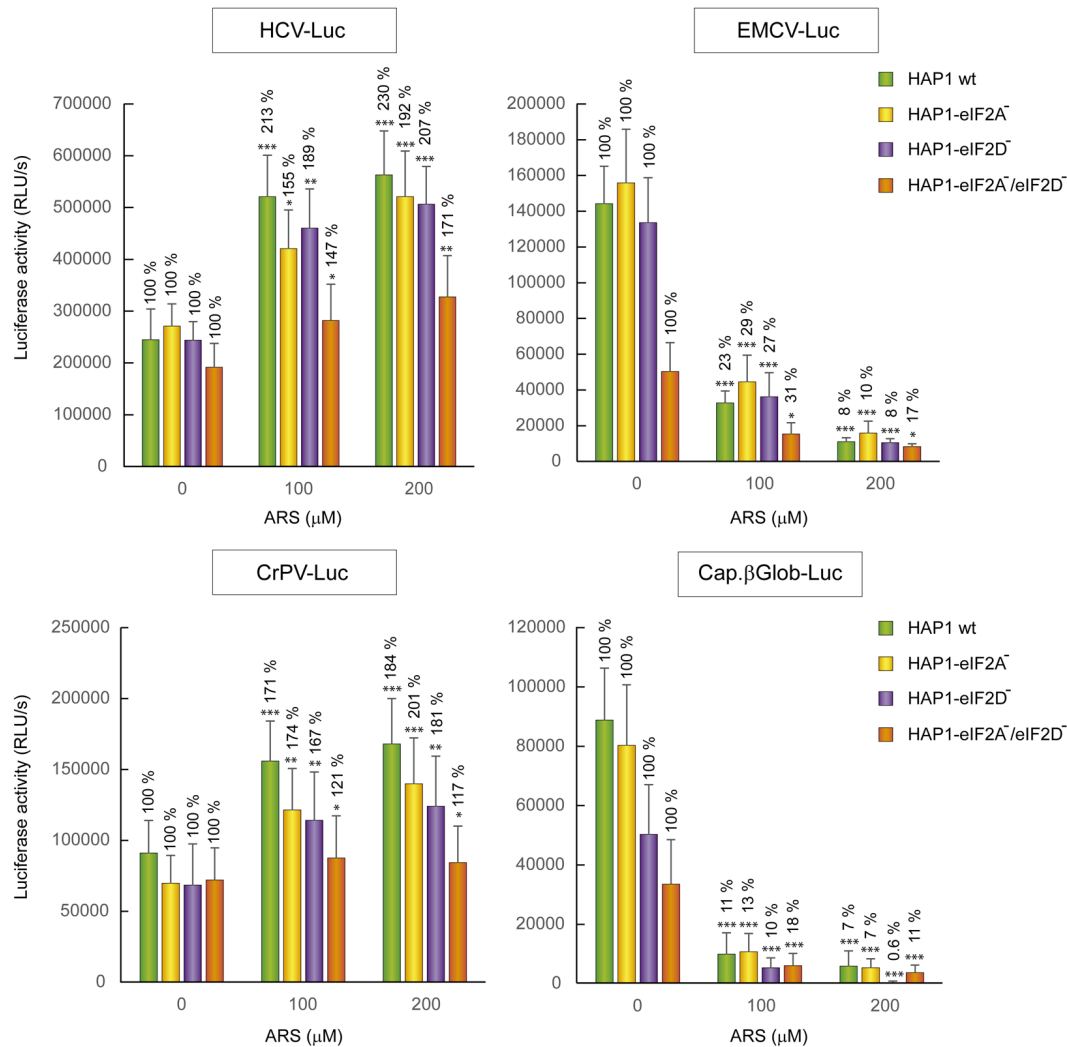 HCV-Luc
Luciferase activity (RLU/s)
700000
600000
500000
400000
300000
200000
100000
0
100 %
100 %
100 %
100 %
*** 213 %
* 155 %
** 189 %
* 147 %
*** 230 %
*** 192 %
*** 207 %
** 171 %
0 100 200
ARS (µM)
EMCV-Luc
200000
180000
160000
140000
120000
100000
80000
60000
40000
20000
0
100 %
100 %
100 %
100 %
*** 23 %
*** 29 %
*** 27 %
* 31 %
*** 8 %
*** 10 %
*** 8 %
* 17 %
0 100 200
ARS (µM)
HAP1 wt
HAP1-eIF2A⁻
HAP1-eIF2D⁻
HAP1-eIF2A⁻/eIF2D⁻
CrPV-Luc
Luciferase activity (RLU/s)
250000
200000
150000
100000
50000
0
100 %
100 %
100 %
100 %
*** 171 %
** 174 %
** 167 %
* 121 %
*** 184 %
*** 201 %
** 181 %
* 117 %
0 100 200
ARS (µM)
Cap.βGlob-Luc
120000
100000
80000
60000
40000
20000
0
100 %
100 %
100 %
100 %
*** 11 %
*** 13 %
*** 10 %
*** 18 %
*** 7 %
*** 7 %
*** 0.6 %
*** 11 %
0 100 200
ARS (µM)
HAP1 wt
HAP1-eIF2A⁻
HAP1-eIF2D⁻
HAP1-eIF2A⁻/eIF2D⁻